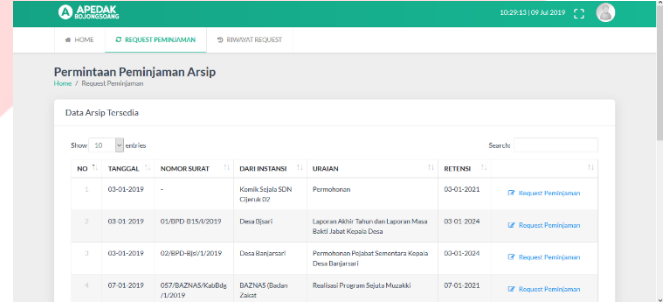 APEDAK
BOJONGSOANG
10:29:13 | 09 Jul 2019
HOME
REQUEST PEMINJAMAN
RIWAYAT REQUEST
Permintaan Peminjaman Arsip
Home / Request Peminjaman
Data Arsip Tersedia
Show 10 entries
Search:
NO TANGGAL NOMOR SURAT DARI INSTANSI URAIAN RETENSI
1 03-01-2019 - Komik Sejala SDN Permohonan 03-01-2021 Request Peminjaman
Cijeruk 02
2 03-01-2019 01/BPD-B15/I/2019 Desa Bjsari Laporan Akhir Tahun dan Laporan Masa 03-01-2024 Request Peminjaman
Bakti Jabat Kepala Desa
3 03-01-2019 02/BPD-Bjs/1/2019 Desa Banjarsari Permohonan Pejabat Sementara Kepala 03-01-2024 Request Peminjaman
Desa Banjarsari
4 07-01-2019 057/BAZNAS/KabBdg BAZNAS (Badan Realisasi Program Sejuta Muzakki 07-01-2021 Request Peminjaman
/1/2019 Zakat